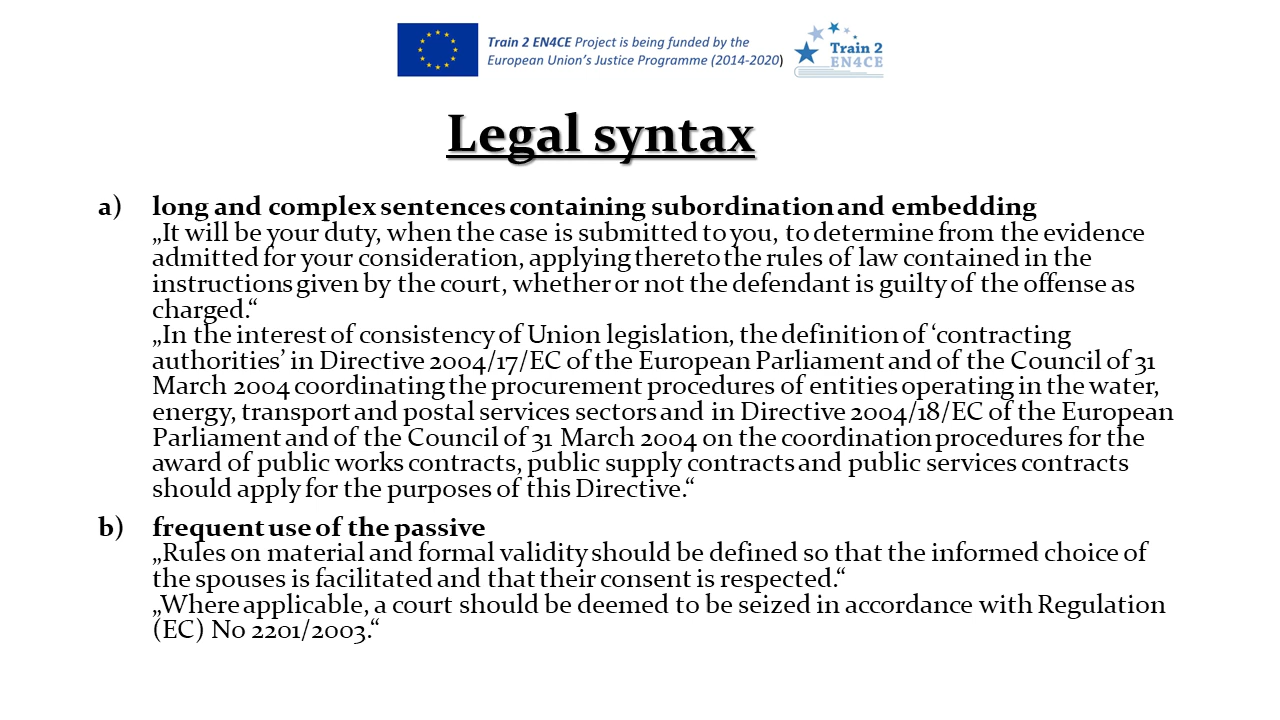 Train 2 EN4CE Project is being funded by the
European Union's Justice Programme (2014-2020)
Train 2
EN4CE
Legal syntax
a) long and complex sentences containing subordination and embedding
„It will be your duty, when the case is submitted to you, to determine from the evidence
admitted for your consideration, applying thereto the rules of law contained in the
instructions given by the court, whether or not the defendant is guilty of the offense as
charged.“
„In the interest of consistency of Union legislation, the definition of ‘contracting
authorities’ in Directive 2004/17/EC of the European Parliament and of the Council of 31
March 2004 coordinating the procurement procedures of entities operating in the water,
energy, transport and postal services sectors and in Directive 2004/18/EC of the European
Parliament and of the Council of 31 March 2004 on the coordination procedures for the
award of public works contracts, public supply contracts and public services contracts
should apply for the purposes of this Directive.“
b) frequent use of the passive
„Rules on material and formal validity should be defined so that the informed choice of
the spouses is facilitated and that their consent is respected.“
„Where applicable, a court should be deemed to be seized in accordance with Regulation
(EC) No 2201/2003.“